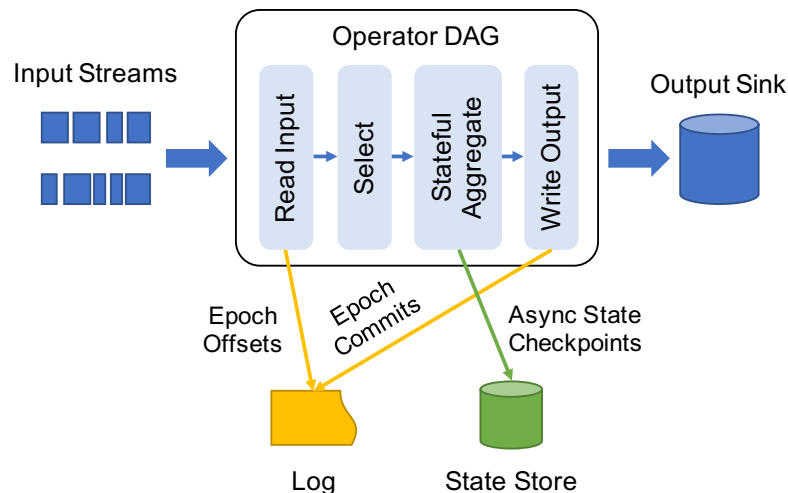 Operator DAG
Input Streams
Output Sink
Read Input
Select
Stateful
Aggregate
Write Output
Epoch
Offsets
Epoch
Commits
Async State
Checkpoints
Log
State Store